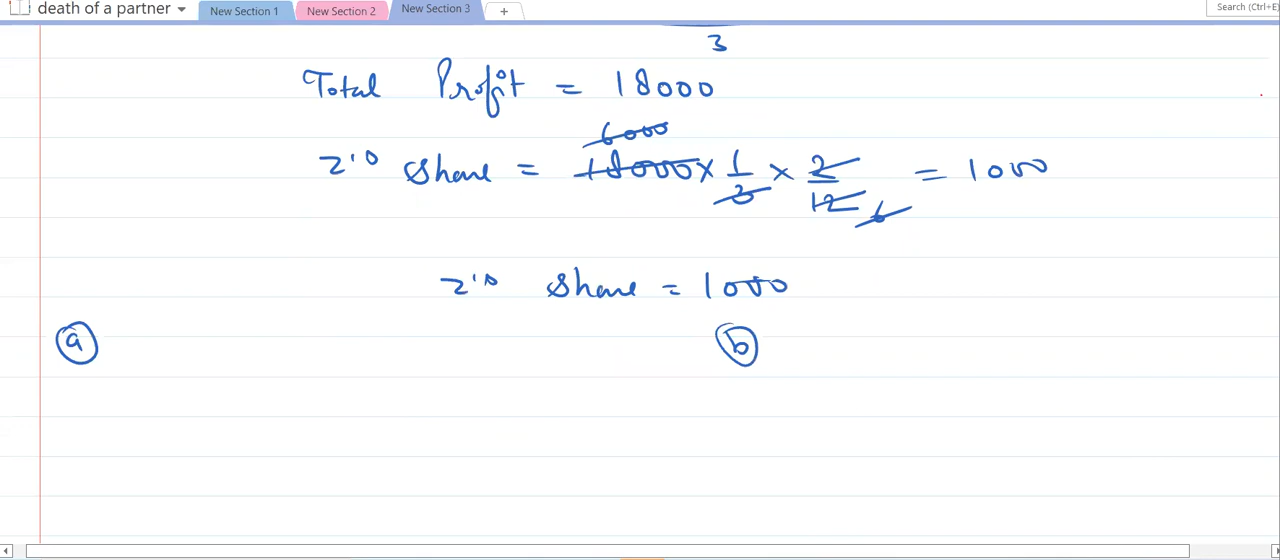 death of a partner New Section 1 New Section 2 New Section 3 + Search (Ctrl+E)
3
Total Profit = 18000
6000
Z's Share = 18000 × 1/3 × 2/12 = 1000
6
Z's Share = 1000
a b